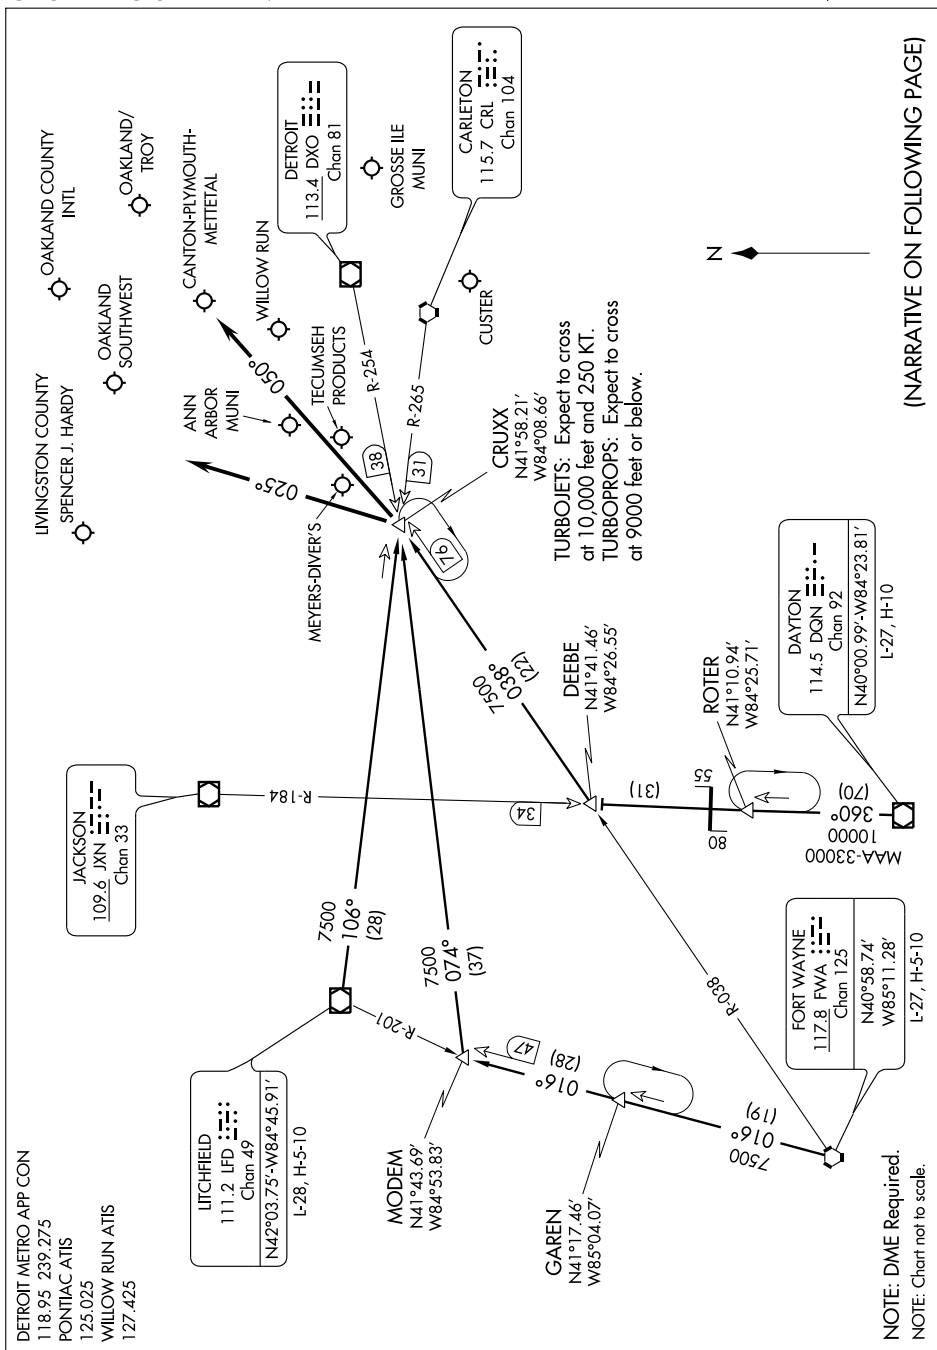 DETROIT METRO APP CON
118.95 239.275
PONTIAC ATIS
125.025
WILLOW RUN ATIS
127.425
LIVINGSTON COUNTY
SPENCER J. HARDY
OAKLAND COUNTY
INTL
OAKLAND
SOUTHWEST
OAKLAND/
TROY
CANTON-PLYMOUTH-
METTETAL
WILLOW RUN
ANN
ARBOR
MUNI
TECUMSEH
PRODUCTS
MEYERS-DIVER'S
GROSSE ILE
MUNI
CUSTER
DETROIT
113.4 DXO
Chan 81
CARLETON
115.7 CRL
Chan 104
R-254
38
R-265
31
025°
050°
CRUXX
N41°58.21'
W84°08.66'
TURBOJETS: Expect to cross
at 10,000 feet and 250 KT.
TURBOPROPS: Expect to cross
at 9000 feet or below.
76
N
JACKSON
109.6 JXN
Chan 33
R-184
34
LITCHFIELD
111.2 LFD
Chan 49
N42°03.75'-W84°45.91'
L-28, H-5-10
7500
106°
(28)
R-201
7500
074°
(37)
MODEM
N41°43.69'
W84°53.83'
47
016°
(28)
GAREN
N41°17.46'
W85°04.07'
7500
016°
(19)
FORT WAYNE
117.8 FWA
Chan 125
N40°58.74'
W85°11.28'
L-27, H-5-10
R-038
7500
038°
(22)
DEEBE
N41°41.46'
W84°26.55'
(31)
55
80
ROTER
N41°10.94'
W84°25.71'
(70)
360°
10000
MAA-33000
DAYTON
114.5 DQN
Chan 92
N40°00.99'-W84°23.81'
L-27, H-10
NOTE: DME Required.
NOTE: Chart not to scale.
(NARRATIVE ON FOLLOWING PAGE)